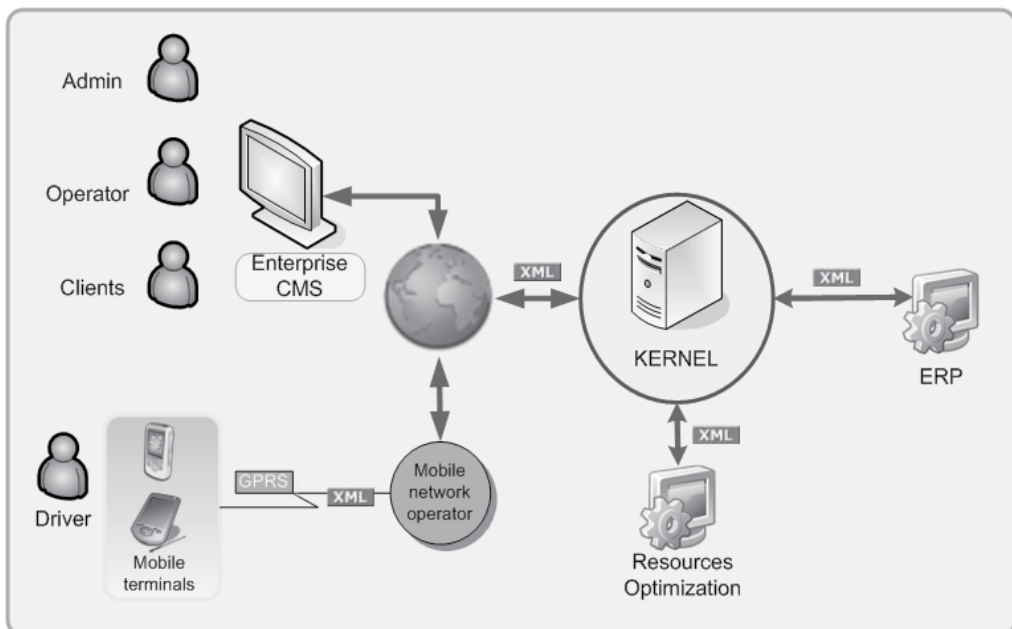 Admin
Operator
Clients
Enterprise
CMS
XML
KERNEL
XML
ERP
XML
Resources
Optimization
Driver
Mobile
terminals
GPRS
XML
Mobile
network
operator